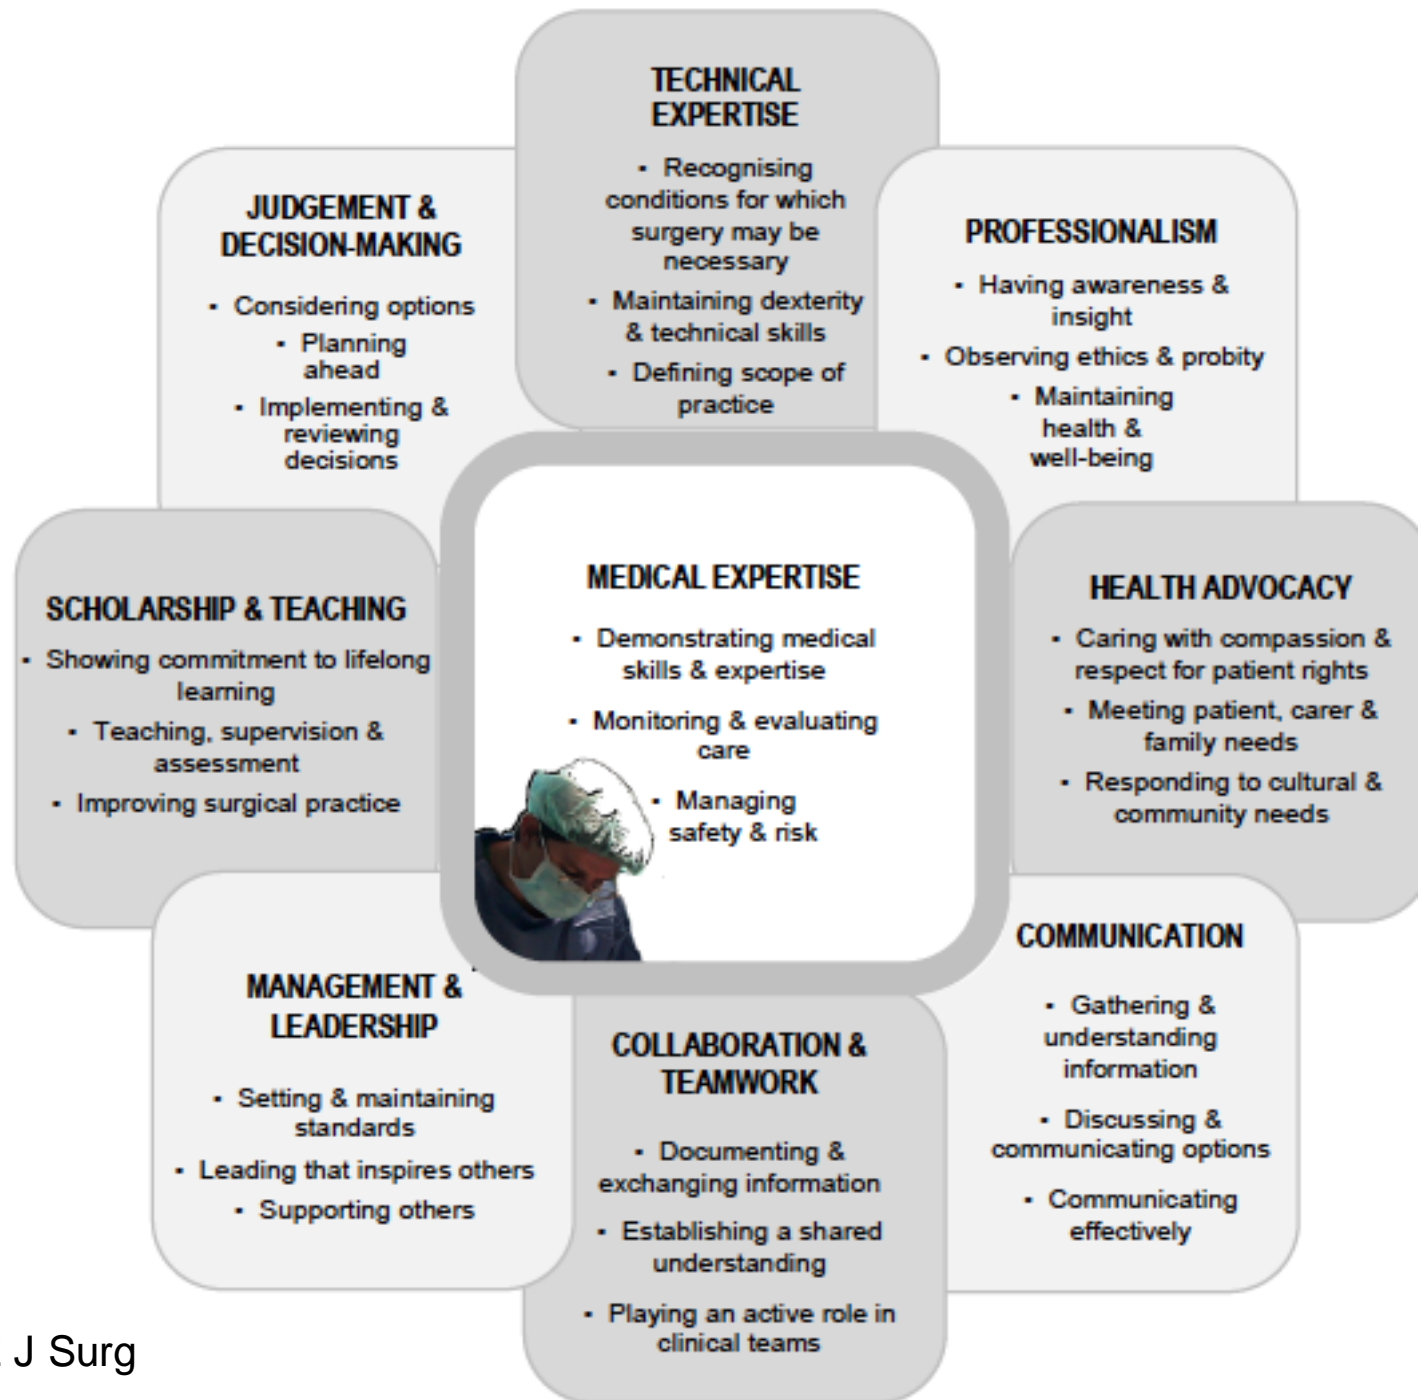 TECHNICAL
EXPERTISE
▪ Recognising
conditions for which
surgery may be
necessary
▪ Maintaining dexterity
& technical skills
▪ Defining scope of
practice
JUDGEMENT &
DECISION-MAKING
▪ Considering options
▪ Planning
ahead
▪ Implementing &
reviewing
decisions
PROFESSIONALISM
▪ Having awareness &
insight
▪ Observing ethics & probity
▪ Maintaining
health &
well-being
SCHOLARSHIP & TEACHING
▪ Showing commitment to lifelong
learning
▪ Teaching, supervision &
assessment
▪ Improving surgical practice
MEDICAL EXPERTISE
▪ Demonstrating medical
skills & expertise
▪ Monitoring & evaluating
care
▪ Managing
safety & risk
HEALTH ADVOCACY
▪ Caring with compassion &
respect for patient rights
▪ Meeting patient, carer &
family needs
▪ Responding to cultural &
community needs
MANAGEMENT &
LEADERSHIP
▪ Setting & maintaining
standards
▪ Leading that inspires others
▪ Supporting others
COLLABORATION &
TEAMWORK
▪ Documenting &
exchanging information
▪ Establishing a shared
understanding
▪ Playing an active role in
clinical teams
COMMUNICATION
▪ Gathering &
understanding
information
▪ Discussing &
communicating options
▪ Communicating
effectively
J Surg